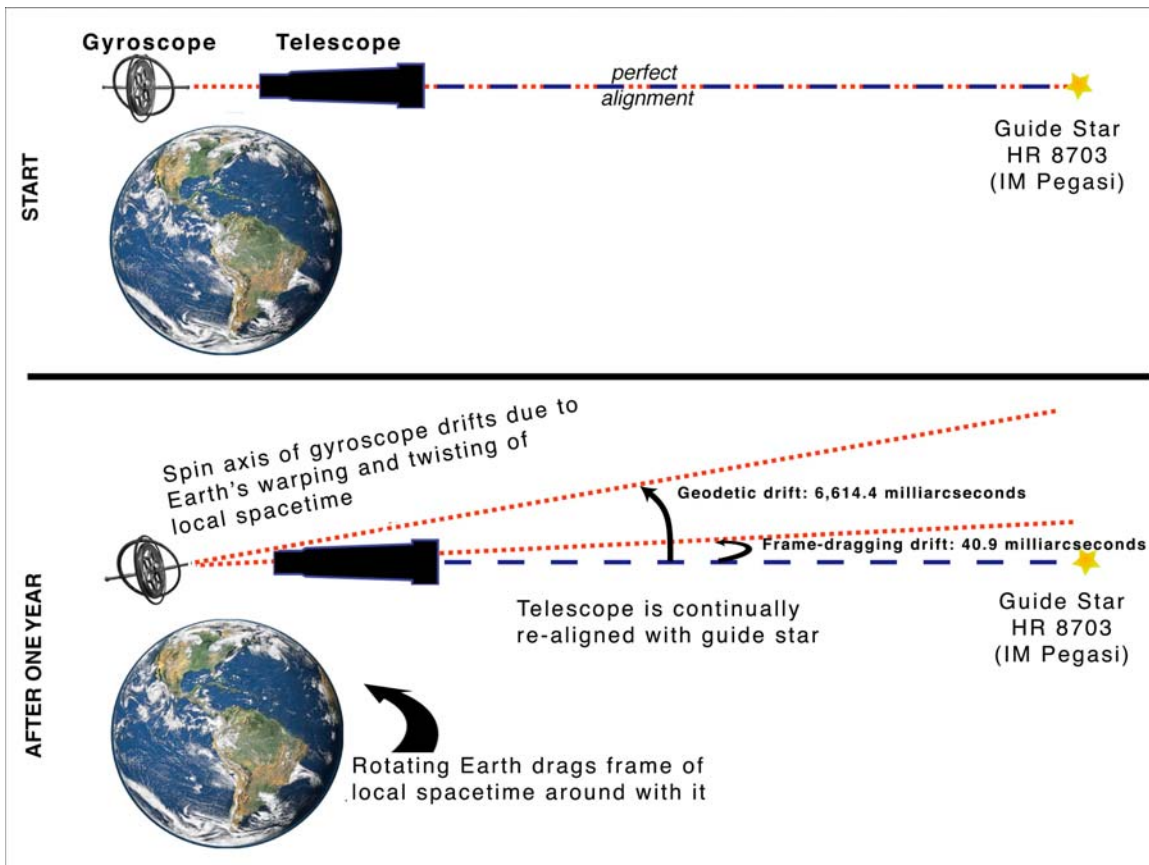 Gyroscope
Telescope
perfect
alignment
Guide Star
HR 8703
(IM Pegasi)
START
Spin axis of gyroscope drifts due to
Earth's warping and twisting of
local spacetime
Geodetic drift: 6,614.4 milliarcseconds
Frame-dragging drift: 40.9 milliarcseconds
Telescope is continually
re-aligned with guide star
Guide Star
HR 8703
(IM Pegasi)
AFTER ONE YEAR
Rotating Earth drags frame of
local spacetime around with it